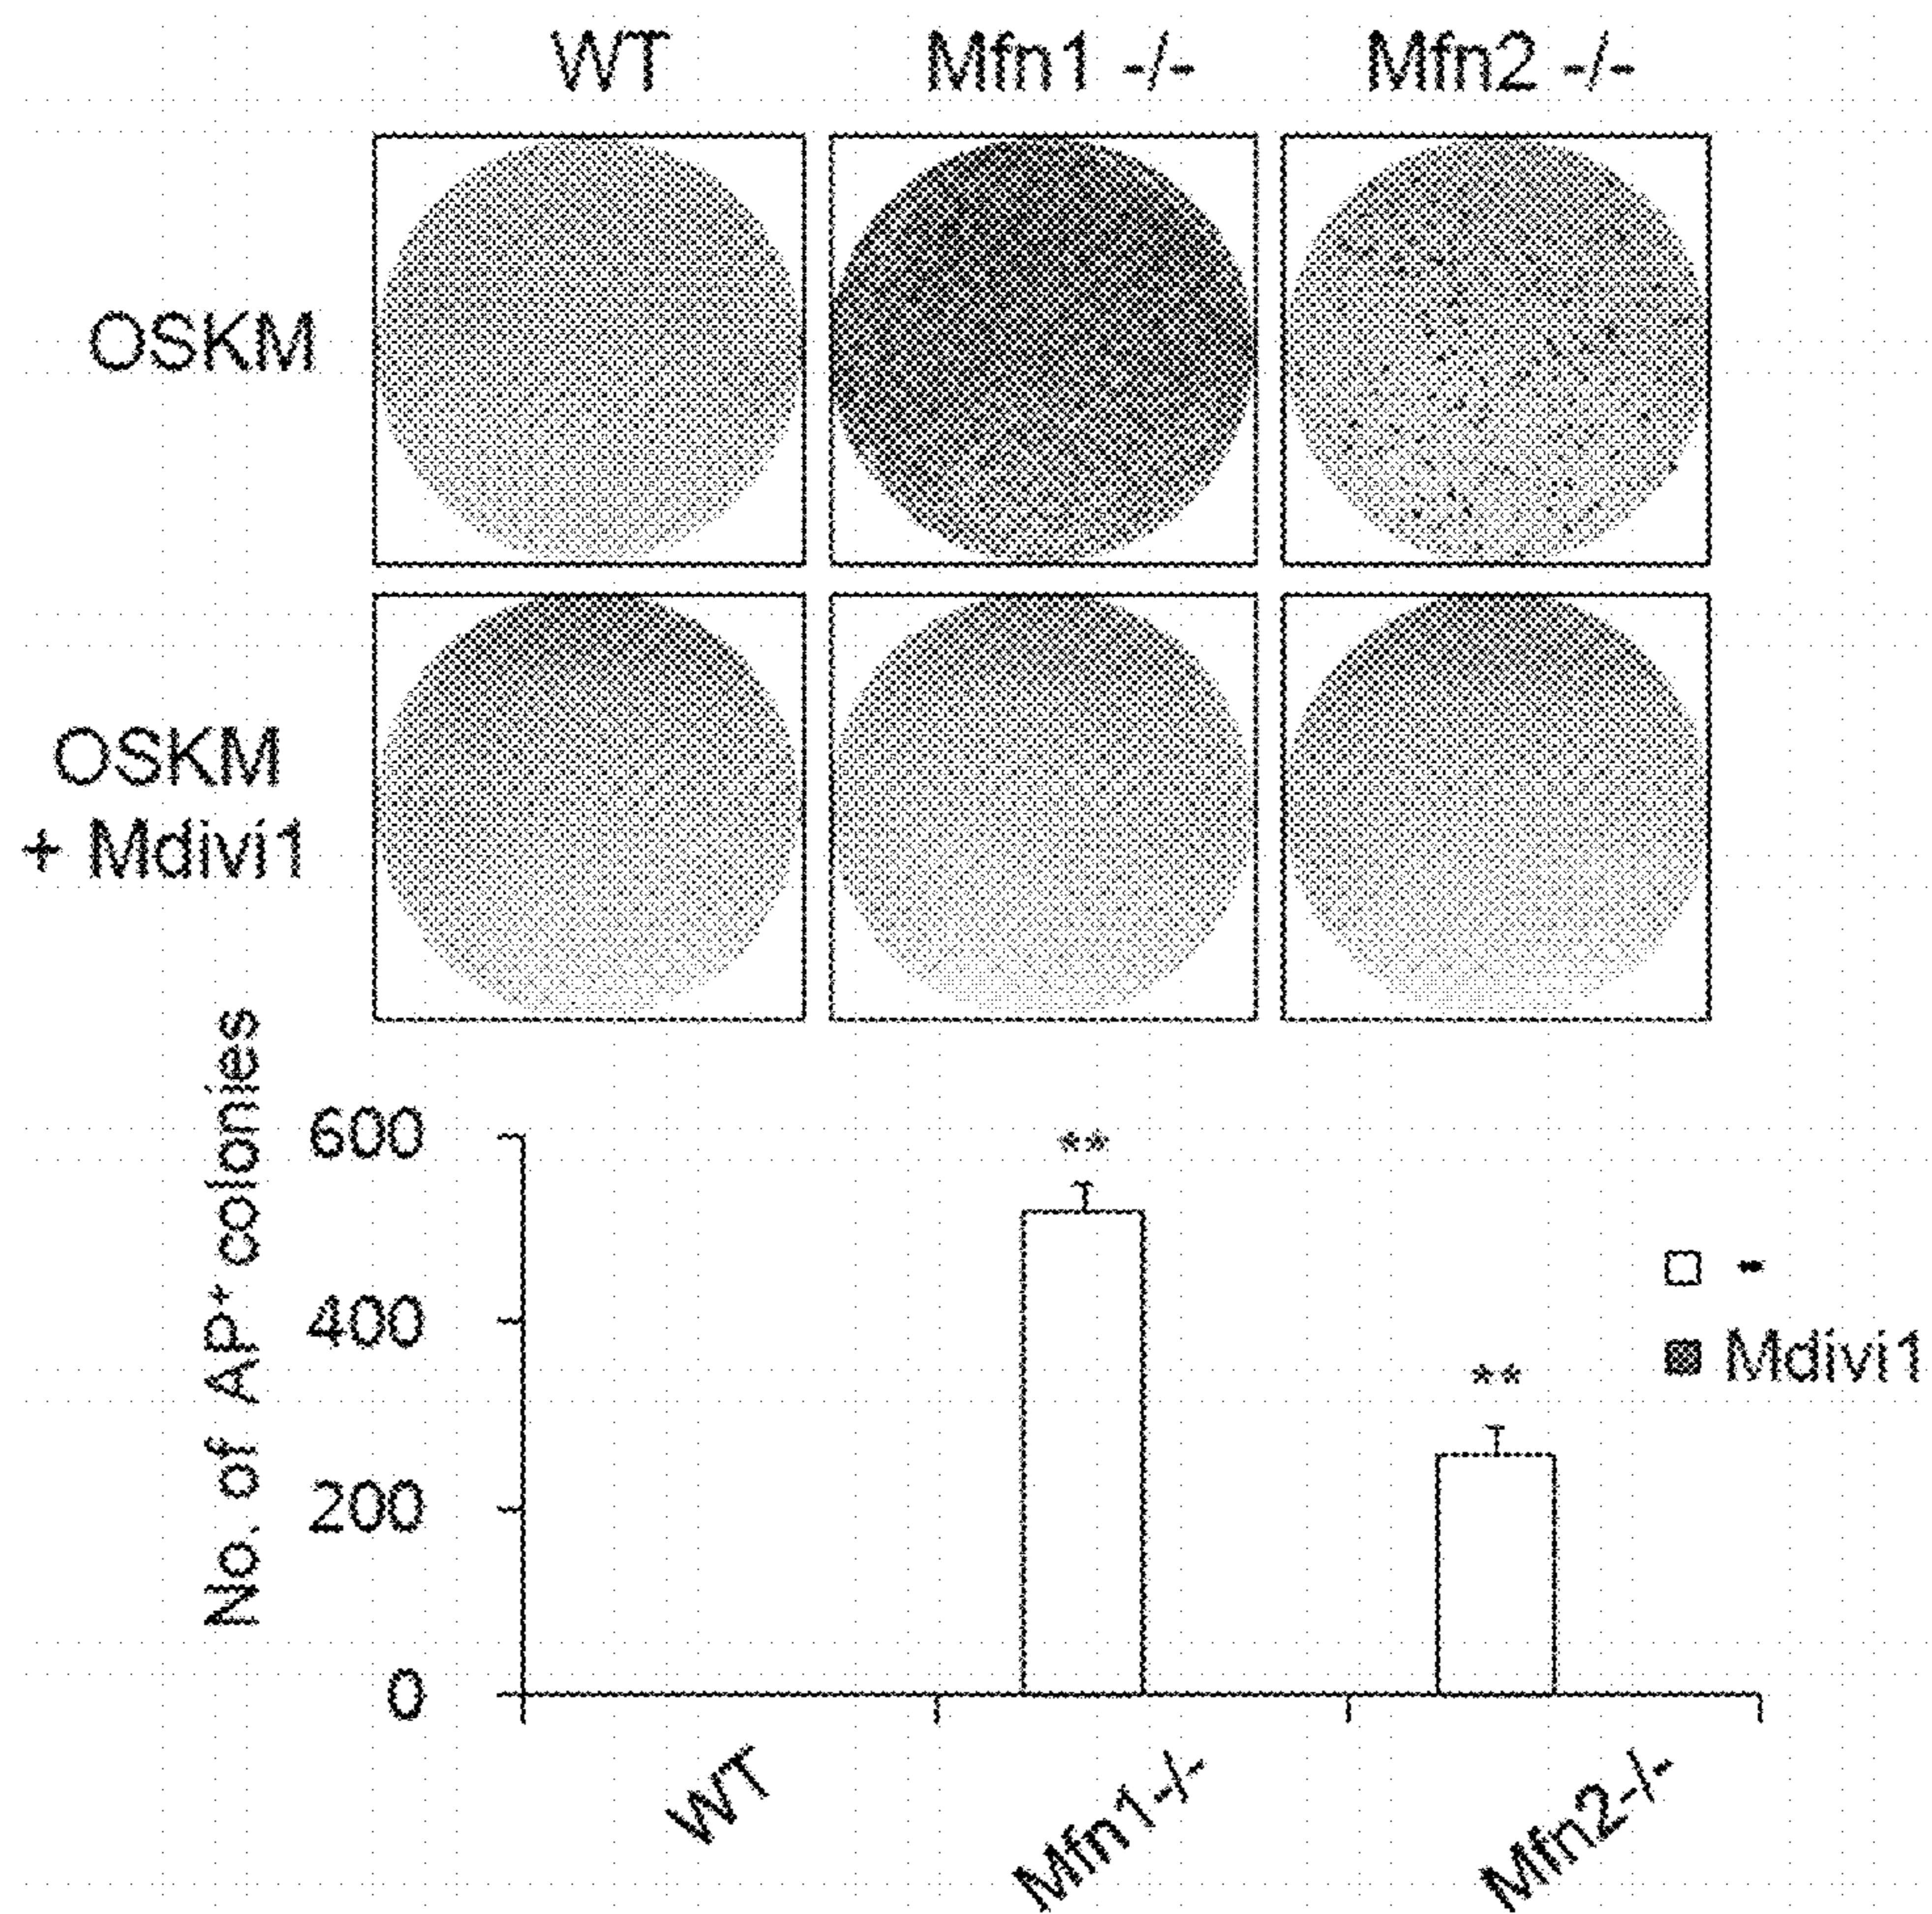 WT Mfn1 -/- Mfn2 -/-
OSKM
OSKM
+ Mdivi1
No. of AP⁺ colonies
600
400
200
0
**
**
-
Mdivi1
WT
Mfn1-/-
Mfn2-/-